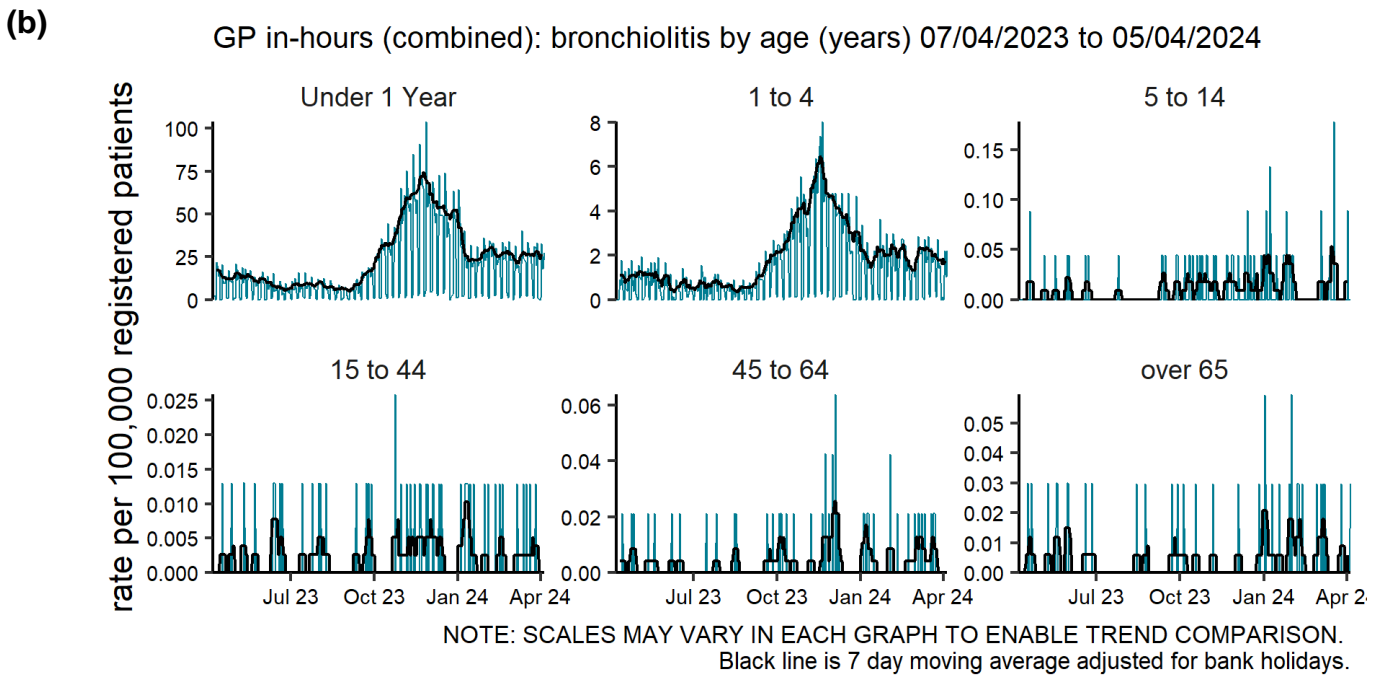 (b)
GP in-hours (combined): bronchiolitis by age (years) 07/04/2023 to 05/04/2024
rate per 100,000 registered patients
Under 1 Year
100
75
50
25
0
1 to 4
8
6
4
2
0
5 to 14
0.15
0.10
0.05
0.00
15 to 44
0.025
0.020
0.015
0.010
0.005
0.000
Jul 23 Oct 23 Jan 24 Apr 24
45 to 64
0.06
0.04
0.02
0.00
Jul 23 Oct 23 Jan 24 Apr 24
over 65
0.05
0.04
0.03
0.02
0.01
0.00
Jul 23 Oct 23 Jan 24 Apr 2
NOTE: SCALES MAY VARY IN EACH GRAPH TO ENABLE TREND COMPARISON.
Black line is 7 day moving average adjusted for bank holidays.